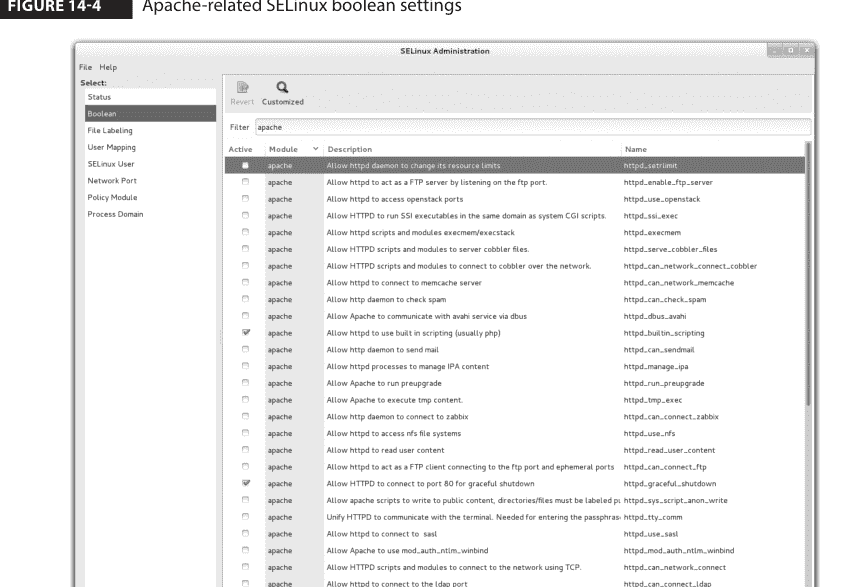 FIGURE 14-4 Apache-related SELinux boolean settings
SELinux Administration
File Help
Select:
Status
Boolean
File Labeling
User Mapping
SELinux User
Network Port
Policy Module
Process Domain
Revert Customized
Filter apache
Active Module Description Name
apache Allow httpd daemon to change its resource limits httpd_setrlimit
apache Allow httpd to act as a FTP server by listening on the ftp port. httpd_enable_ftp_server
apache Allow httpd to access openstack ports httpd_use_openstack
apache Allow HTTPD to run SSI executables in the same domain as system CGI scripts. httpd_ssi_exec
apache Allow httpd scripts and modules execmem/execstack httpd_execmem
apache Allow HTTPD scripts and modules to server cobbler files. httpd_serve_cobbler_files
apache Allow HTTPD scripts and modules to connect to cobbler over the network. httpd_can_network_connect_cobbler
apache Allow httpd to connect to memcache server httpd_can_network_memcache
apache Allow http daemon to check spam httpd_can_check_spam
apache Allow Apache to communicate with avahi service via dbus httpd_dbus_avahi
apache Allow httpd to use built in scripting (usually php) httpd_builtin_scripting
apache Allow http daemon to send mail httpd_can_sendmail
apache Allow httpd processes to manage IPA content httpd_manage_ipa
apache Allow Apache to run preupgrade httpd_run_preupgrade
apache Allow Apache to execute tmp content. httpd_tmp_exec
apache Allow http daemon to connect to zabbix httpd_can_connect_zabbix
apache Allow httpd to access nfs file systems httpd_use_nfs
apache Allow httpd to read user content httpd_read_user_content
apache Allow httpd to act as a FTP client connecting to the ftp port and ephemeral ports httpd_can_connect_ftp
apache Allow HTTPD to connect to port 80 for graceful shutdown httpd_graceful_shutdown
apache Allow apache scripts to write to public content, directories/files must be labeled pu httpd_sys_script_anon_write
apache Unify HTTPD to communicate with the terminal. Needed for entering the passphras httpd_tty_comm
apache Allow httpd to connect to sasl httpd_use_sasl
apache Allow Apache to use mod_auth_ntlm_winbind httpd_mod_auth_ntlm_winbind
apache Allow HTTPD scripts and modules to connect to the network using TCP. httpd_can_network_connect
apache Allow httpd to connect to the ldap port httpd_can_connect_ldap